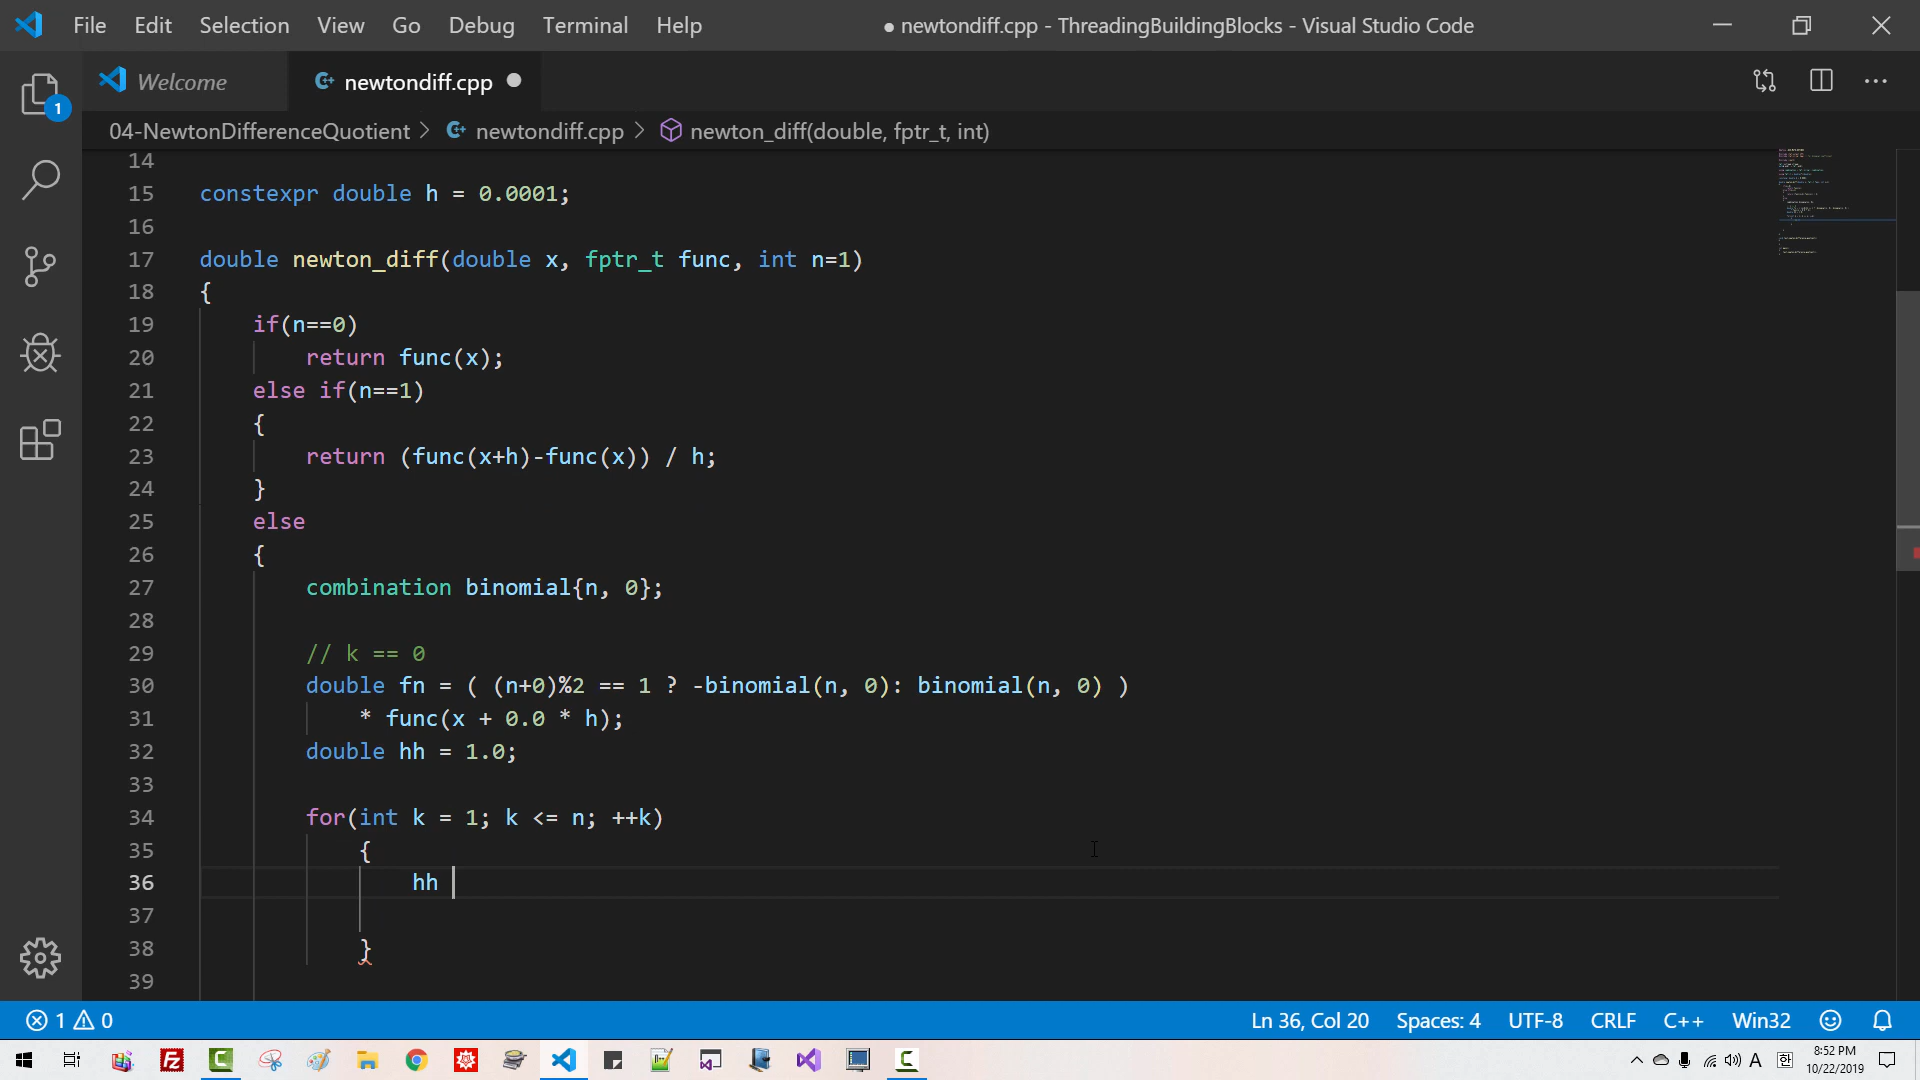 File Edit Selection View Go Debug Terminal Help ● newtondiff.cpp - ThreadingBuildingBlocks - Visual Studio Code
Welcome newtondiff.cpp
1
04-NewtonDifferenceQuotient > newtondiff.cpp > newton_diff(double, fptr_t, int)
14
15 constexpr double h = 0.0001;
16
17 double newton_diff(double x, fptr_t func, int n=1)
18 {
19 if(n==0)
20 return func(x);
21 else if(n==1)
22 {
23 return (func(x+h)-func(x)) / h;
24 }
25 else
26 {
27 combination binomial{n, 0};
28
29 // k == 0
30 double fn = ( (n+0)%2 == 1 ? -binomial(n, 0): binomial(n, 0) )
31 * func(x + 0.0 * h);
32 double hh = 1.0;
33
34 for(int k = 1; k <= n; ++k)
35 {
36 hh
37
38 }
39
1 0 Ln 36, Col 20 Spaces: 4 UTF-8 CRLF C++ Win32
A 한 8:52 PM
10/22/2019